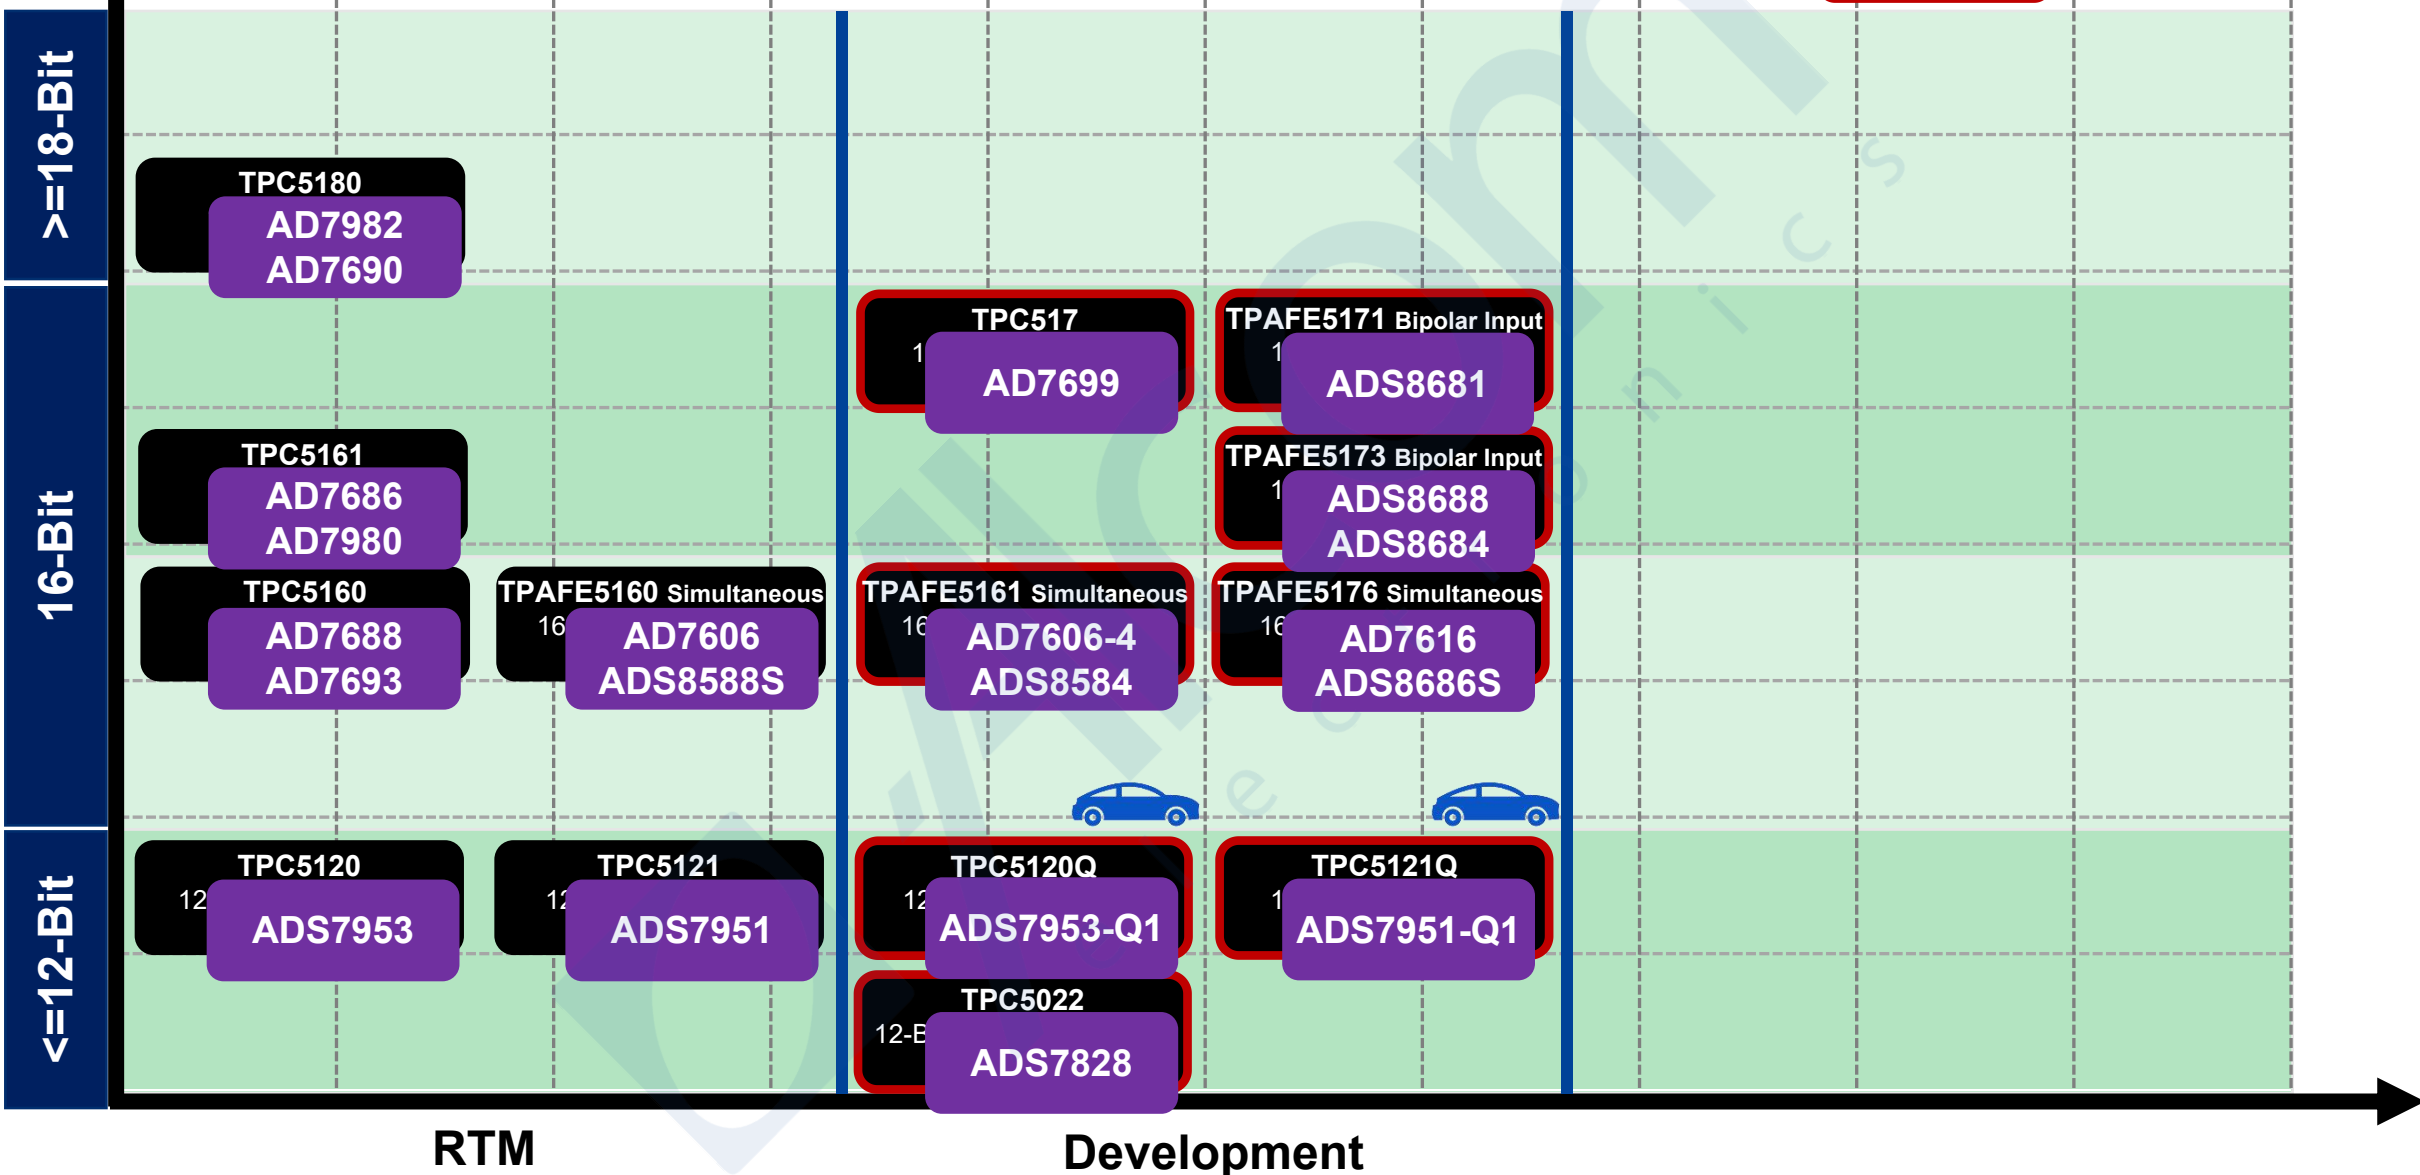 >=18-Bit
TPC5180
AD7982
AD7690
16-Bit
TPC517
1
AD7699
TPAFE5171 Bipolar Input
1
ADS8681
TPC5161
AD7686
AD7980
TPAFE5173 Bipolar Input
1
ADS8688
ADS8684
TPC5160
AD7688
AD7693
TPAFE5160 Simultaneous
16
AD7606
ADS8588S
TPAFE5161 Simultaneous
16
AD7606-4
ADS8584
TPAFE5176 Simultaneous
16
AD7616
ADS8686S
<=12-Bit
TPC5120
12
ADS7953
TPC5121
12
ADS7951
TPC5120Q
12
ADS7953-Q1
TPC5121Q
1
ADS7951-Q1
TPC5022
12-B
ADS7828
RTM
Development